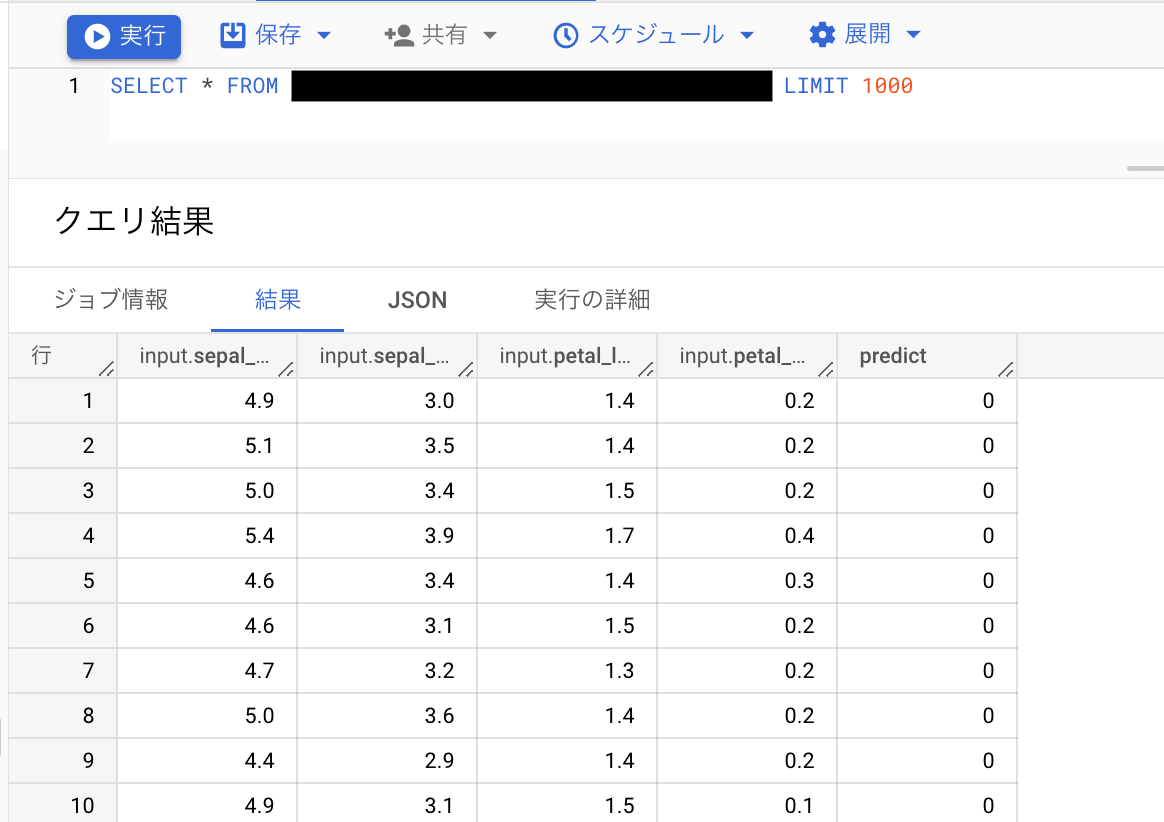 実行 保存 共有 スケジュール 展開
1 SELECT * FROM LIMIT 1000
クエリ結果
ジョブ情報 結果 JSON 実行の詳細
行 input.sepal_... input.sepal_... input.petal_l... input.petal_... predict
1 4.9 3.0 1.4 0.2 0
2 5.1 3.5 1.4 0.2 0
3 5.0 3.4 1.5 0.2 0
4 5.4 3.9 1.7 0.4 0
5 4.6 3.4 1.4 0.3 0
6 4.6 3.1 1.5 0.2 0
7 4.7 3.2 1.3 0.2 0
8 5.0 3.6 1.4 0.2 0
9 4.4 2.9 1.4 0.2 0
10 4.9 3.1 1.5 0.1 0